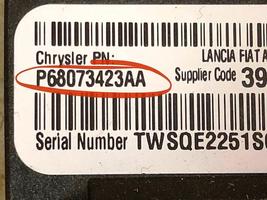 Chrysler PN:
LANCIA FIAT
P68073423AA
Supplier Code 39
Serial Number TWSQE2251S